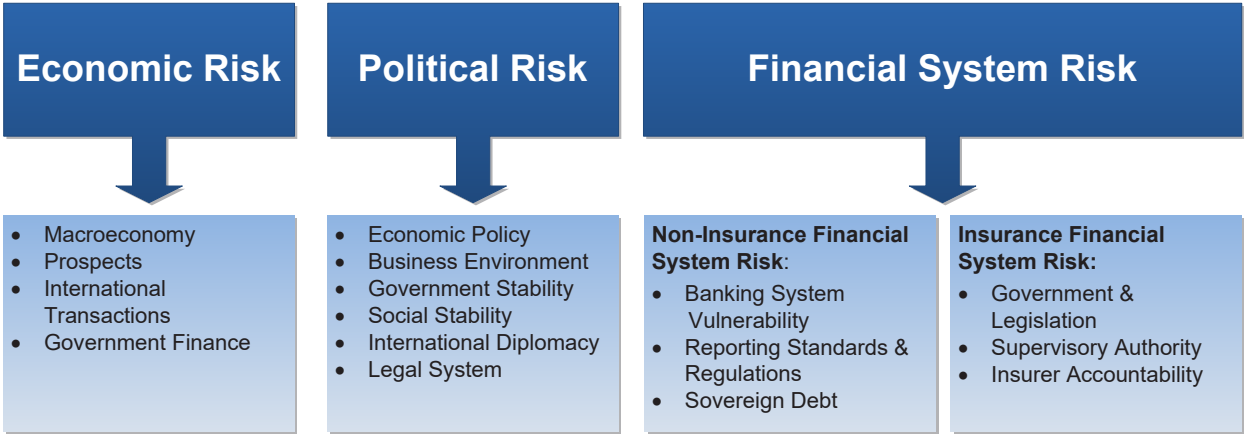 Economic Risk
Political Risk
Financial System Risk
• Macroeconomy
• Prospects
• International
Transactions
• Government Finance
• Economic Policy
• Business Environment
• Government Stability
• Social Stability
• International Diplomacy
• Legal System
Non-Insurance Financial
System Risk:
• Banking System
Vulnerability
• Reporting Standards &
Regulations
• Sovereign Debt
Insurance Financial
System Risk:
• Government &
Legislation
• Supervisory Authority
• Insurer Accountability